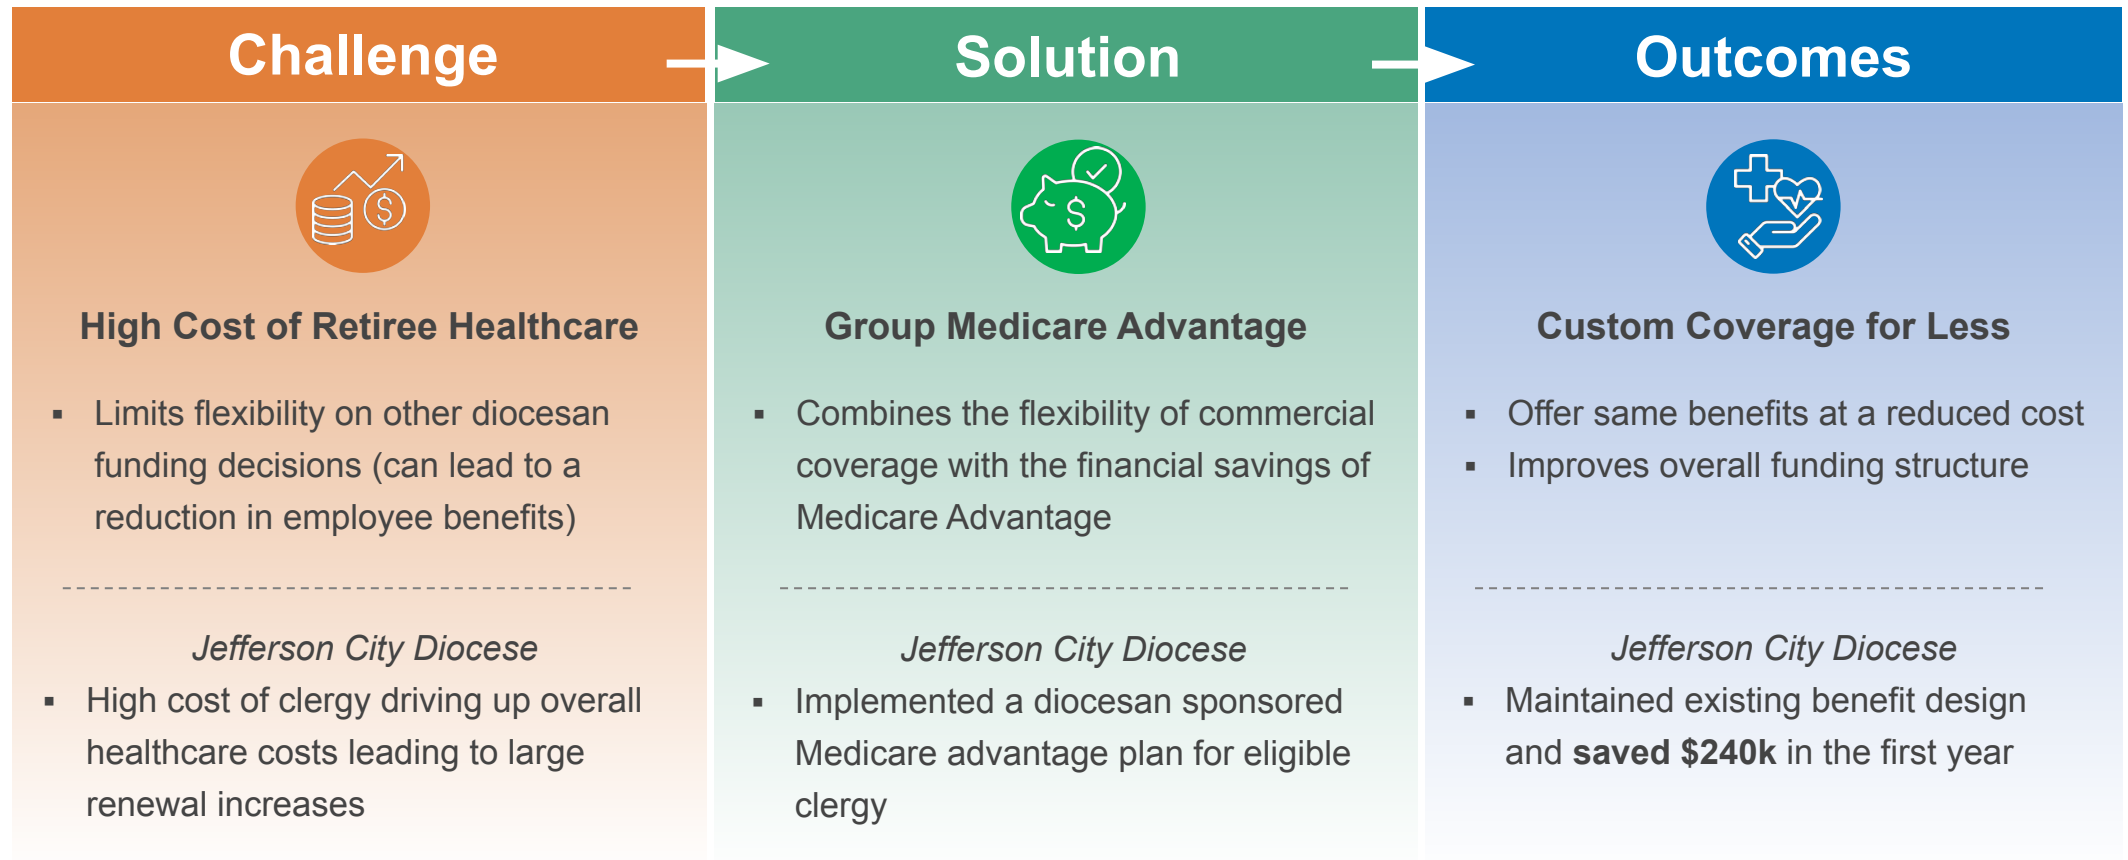 Challenge
High Cost of Retiree Healthcare
▪ Limits flexibility on other diocesan
funding decisions (can lead to a
reduction in employee benefits)
Jefferson City Diocese
▪ High cost of clergy driving up overall
healthcare costs leading to large
renewal increases
Solution
Group Medicare Advantage
▪ Combines the flexibility of commercial
coverage with the financial savings of
Medicare Advantage
Jefferson City Diocese
▪ Implemented a diocesan sponsored
Medicare advantage plan for eligible
clergy
Outcomes
Custom Coverage for Less
▪ Offer same benefits at a reduced cost
▪ Improves overall funding structure
Jefferson City Diocese
▪ Maintained existing benefit design
and saved $240k in the first year